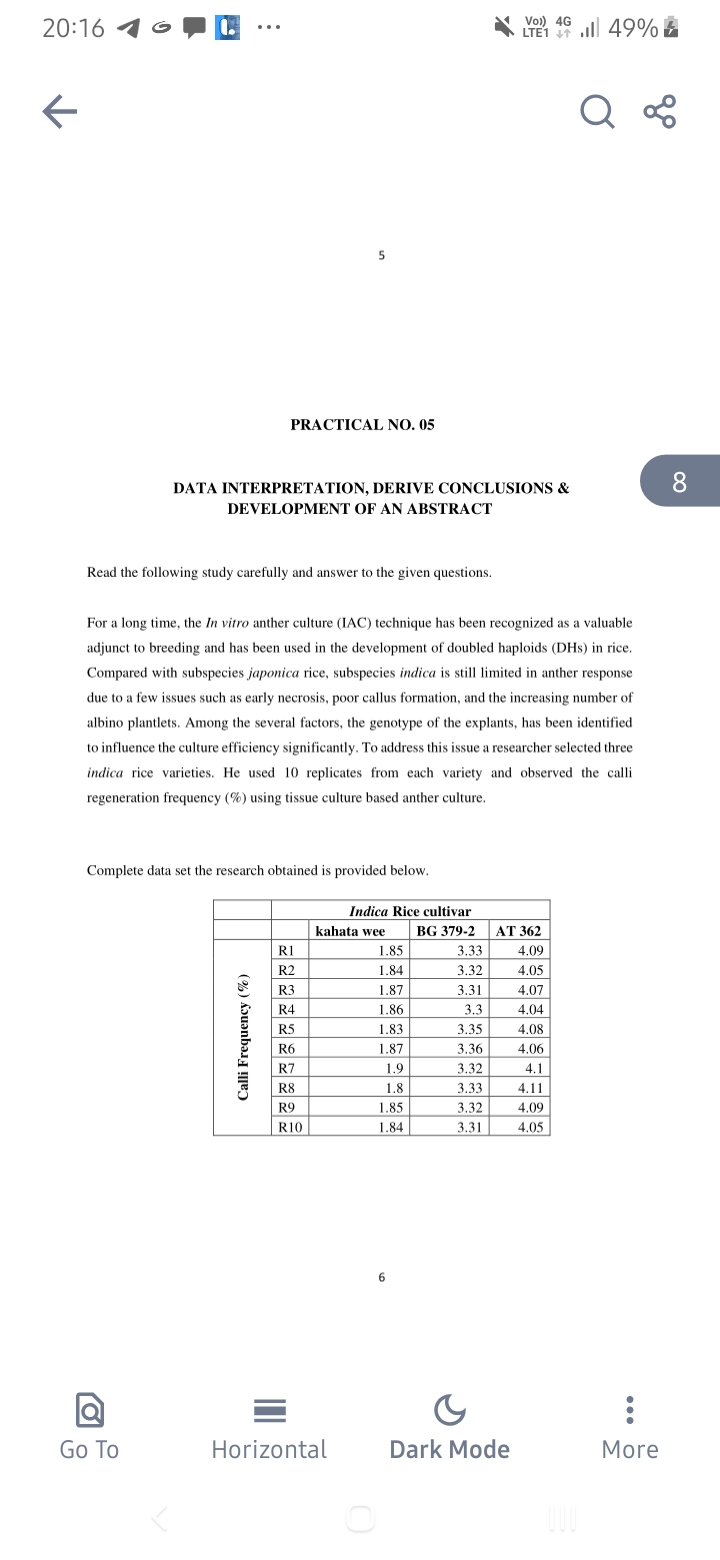 20:16
Vo) 4G
LTE1
49%
5
PRACTICAL NO. 05
8
DATA INTERPRETATION, DERIVE CONCLUSIONS &
DEVELOPMENT OF AN ABSTRACT
Read the following study carefully and answer to the given questions.
For a long time, the In vitro anther culture (IAC) technique has been recognized as a valuable
adjunct to breeding and has been used in the development of doubled haploids (DHs) in rice.
Compared with subspecies japonica rice, subspecies indica is still limited in anther response
due to a few issues such as early necrosis, poor callus formation, and the increasing number of
albino plantlets. Among the several factors, the genotype of the explants, has been identified
to influence the culture efficiency significantly. To address this issue a researcher selected three
indica rice varieties. He used 10 replicates from each variety and observed the calli
regeneration frequency (%) using tissue culture based anther culture.
Complete data set the research obtained is provided below.
Indica Rice cultivar
kahata wee BG 379-2 AT 362
Calli Frequency (%)
R1 1.85 3.33 4.09
R2 1.84 3.32 4.05
R3 1.87 3.31 4.07
R4 1.86 3.3 4.04
R5 1.83 3.35 4.08
R6 1.87 3.36 4.06
R7 1.9 3.32 4.1
R8 1.8 3.33 4.11
R9 1.85 3.32 4.09
R10 1.84 3.31 4.05
6
Go To Horizontal Dark Mode More